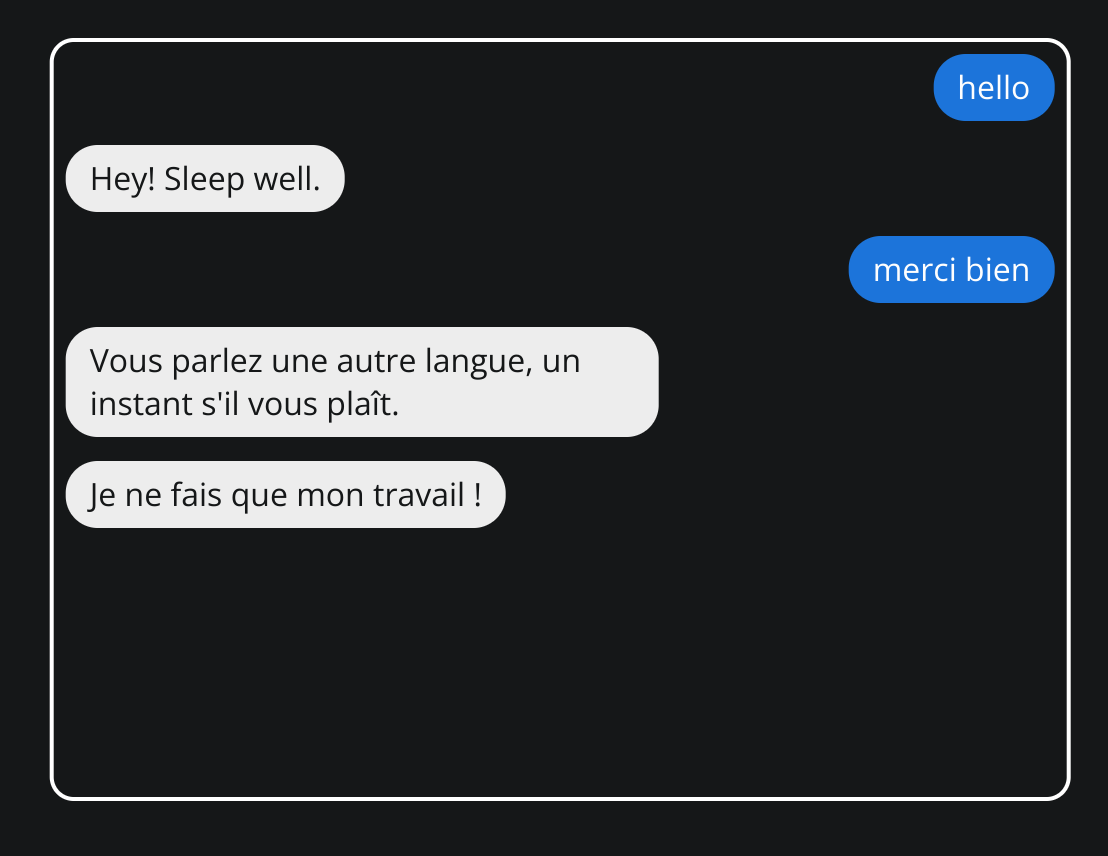 hello
Hey! Sleep well.
merci bien
Vous parlez une autre langue, un
instant s'il vous plaît.
Je ne fais que mon travail !